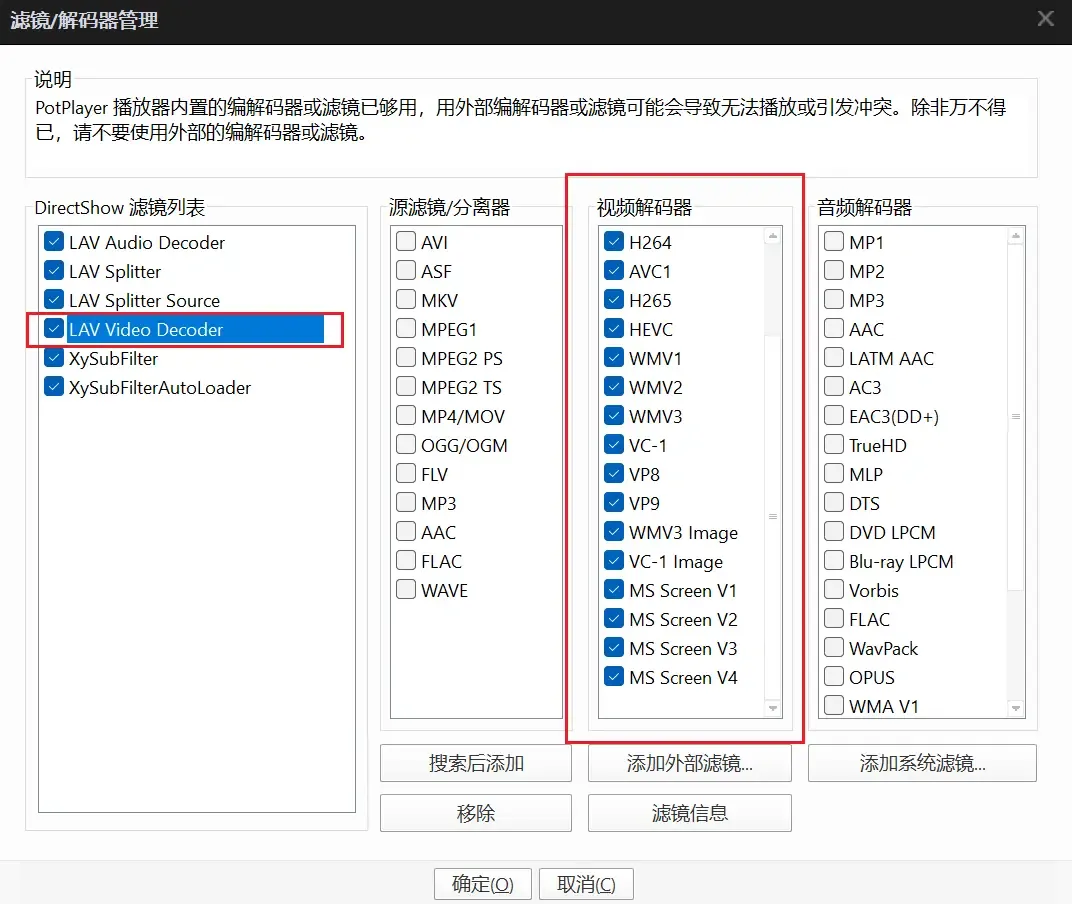 滤镜/解码器管理
说明
PotPlayer 播放器内置的编解码器或滤镜已够用，用外部编解码器或滤镜可能会导致无法播放或引发冲突。除非万不得
已，请不要使用外部的编解码器或滤镜。
DirectShow 滤镜列表
LAV Audio Decoder
LAV Splitter
LAV Splitter Source
LAV Video Decoder
XySubFilter
XySubFilterAutoLoader
源滤镜/分离器
AVI
ASF
MKV
MPEG1
MPEG2 PS
MPEG2 TS
MP4/MOV
OGG/OGM
FLV
MP3
AAC
FLAC
WAVE
视频解码器
H264
AVC1
H265
HEVC
WMV1
WMV2
WMV3
VC-1
VP8
VP9
WMV3 Image
VC-1 Image
MS Screen V1
MS Screen V2
MS Screen V3
MS Screen V4
音频解码器
MP1
MP2
MP3
AAC
LATM AAC
AC3
EAC3(DD+)
TrueHD
MLP
DTS
DVD LPCM
Blu-ray LPCM
Vorbis
FLAC
WavPack
OPUS
WMA V1
搜索后添加
添加外部滤镜...
添加系统滤镜...
移除
滤镜信息
确定(O)
取消(C)